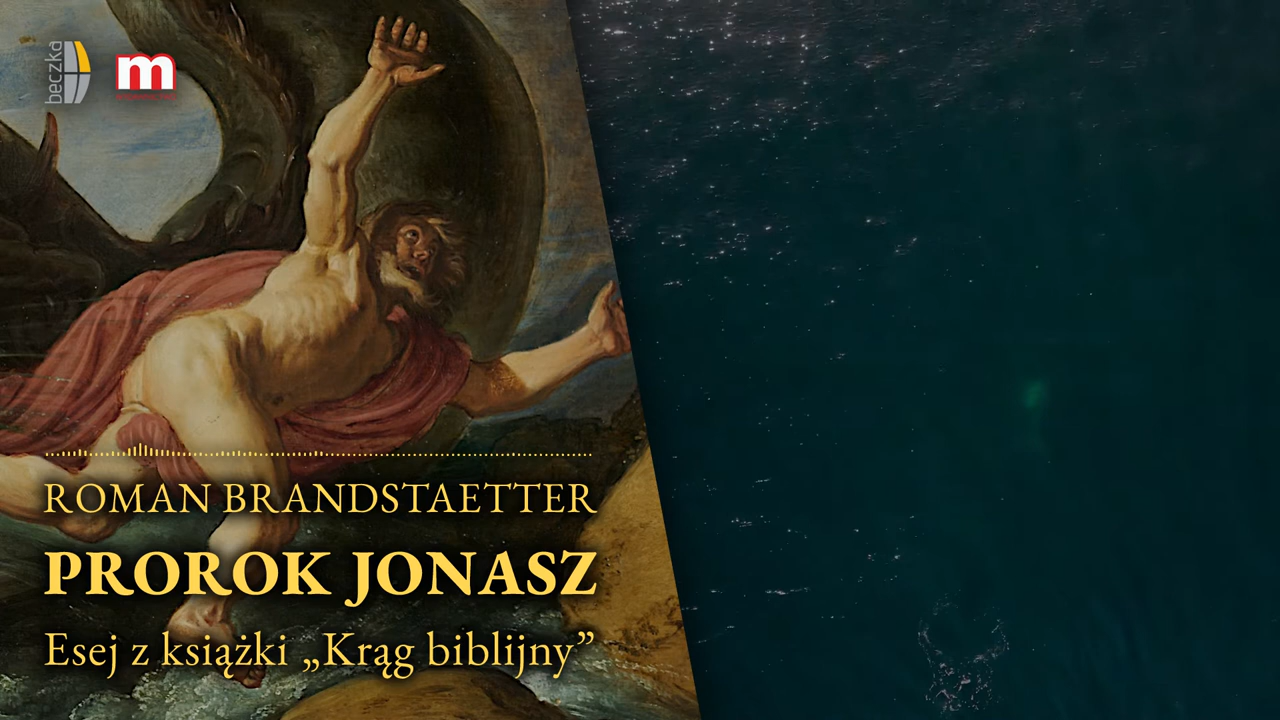 beczka
m
ROMAN BRANDSTAETTER
PROROK JONASZ
Esej z książki „Krąg biblijny”